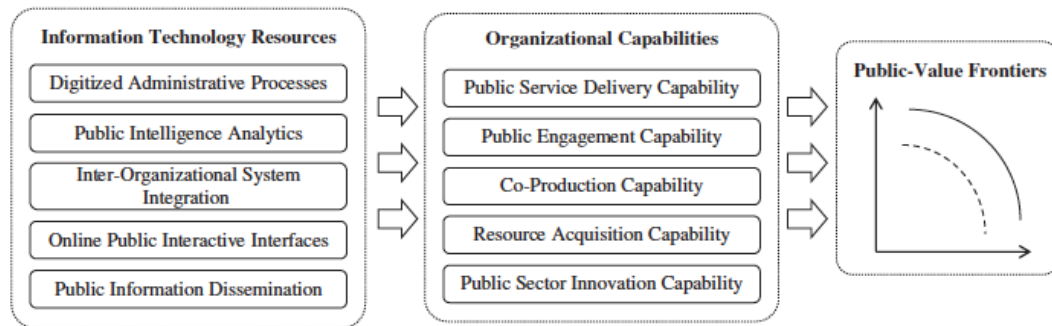 Information Technology Resources
Digitized Administrative Processes
Public Intelligence Analytics
Inter-Organizational System
Integration
Online Public Interactive Interfaces
Public Information Dissemination
Organizational Capabilities
Public Service Delivery Capability
Public Engagement Capability
Co-Production Capability
Resource Acquisition Capability
Public Sector Innovation Capability
Public-Value Frontiers